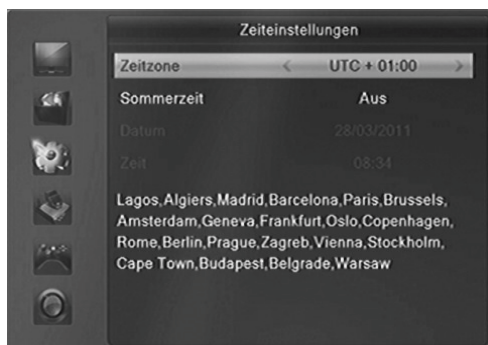 Zeiteinstellungen
Zeitzone < UTC + 01:00 >
Sommerzeit Aus
Datum 28/03/2011
Zeit 08:34
Lagos,Algiers,Madrid,Barcelona,Paris,Brussels,
Amsterdam,Geneva,Frankfurt,Oslo,Copenhagen,
Rome,Berlin,Prague,Zagreb,Vienna,Stockholm,
Cape Town,Budapest,Belgrade,Warsaw